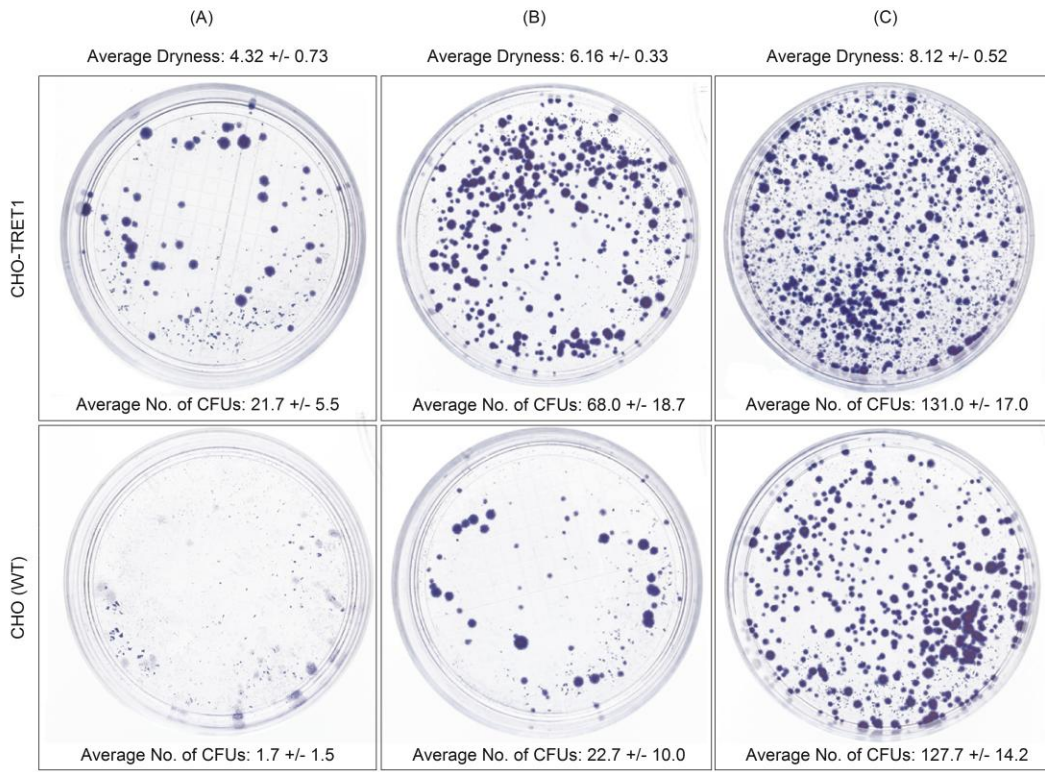 (A)
(B)
(C)
Average Dryness: 4.32 +/- 0.73
Average Dryness: 6.16 +/- 0.33
Average Dryness: 8.12 +/- 0.52
CHO-TRET1
Average No. of CFUs: 21.7 +/- 5.5
Average No. of CFUs: 68.0 +/- 18.7
Average No. of CFUs: 131.0 +/- 17.0
CHO (WT)
Average No. of CFUs: 1.7 +/- 1.5
Average No. of CFUs: 22.7 +/- 10.0
Average No. of CFUs: 127.7 +/- 14.2